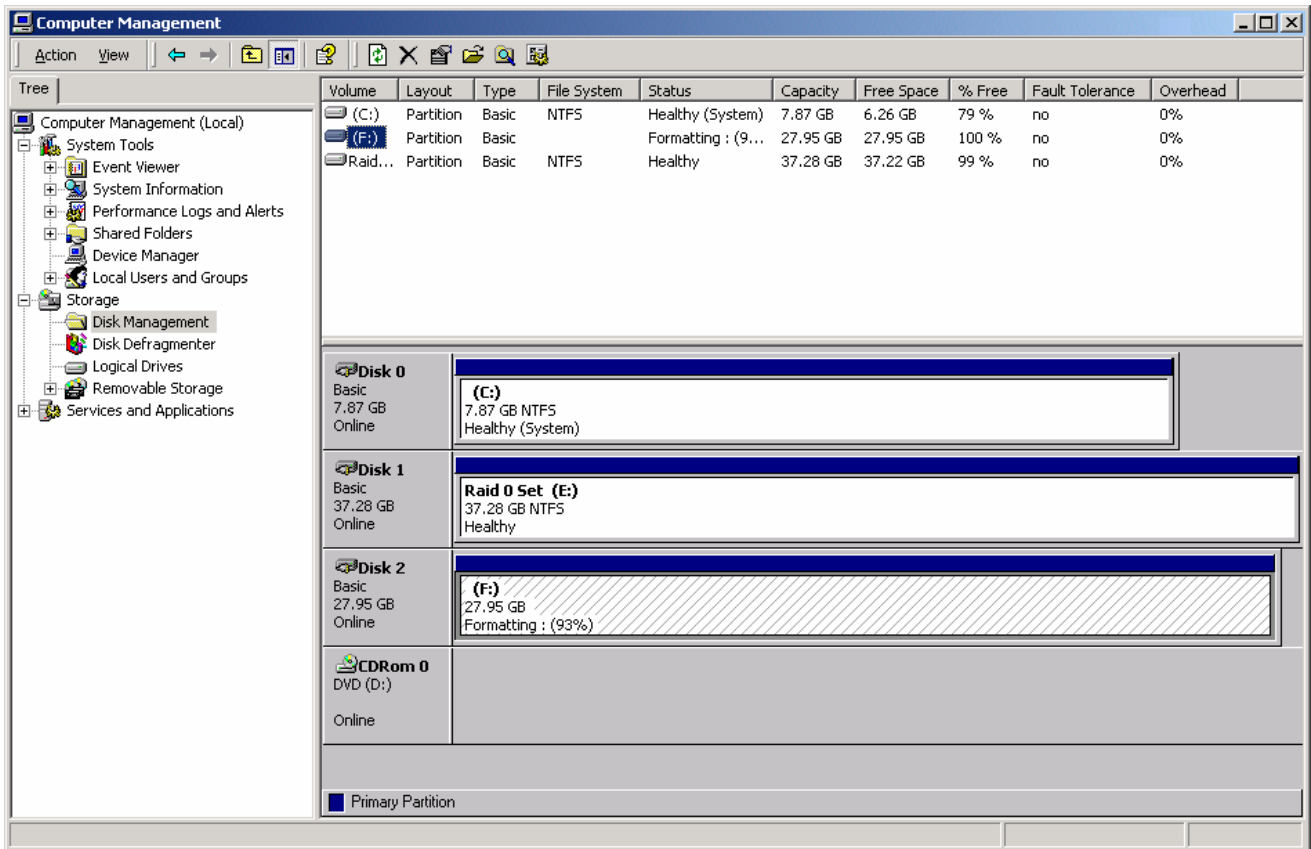 Computer Management
Action View
Tree
Computer Management (Local)
System Tools
Event Viewer
System Information
Performance Logs and Alerts
Shared Folders
Device Manager
Local Users and Groups
Storage
Disk Management
Disk Defragmenter
Logical Drives
Removable Storage
Services and Applications
Volume Layout Type File System Status Capacity Free Space % Free Fault Tolerance Overhead
(C:) Partition Basic NTFS Healthy (System) 7.87 GB 6.26 GB 79 % no 0%
(F:) Partition Basic Formatting : (9... 27.95 GB 27.95 GB 100 % no 0%
Raid... Partition Basic NTFS Healthy 37.28 GB 37.22 GB 99 % no 0%
Disk 0
Basic
7.87 GB
Online
(C:)
7.87 GB NTFS
Healthy (System)
Disk 1
Basic
37.28 GB
Online
Raid 0 Set (E:)
37.28 GB NTFS
Healthy
Disk 2
Basic
27.95 GB
Online
(F:)
27.95 GB
Formatting : (93%)
CDRom 0
DVD (D:)
Online
Primary Partition